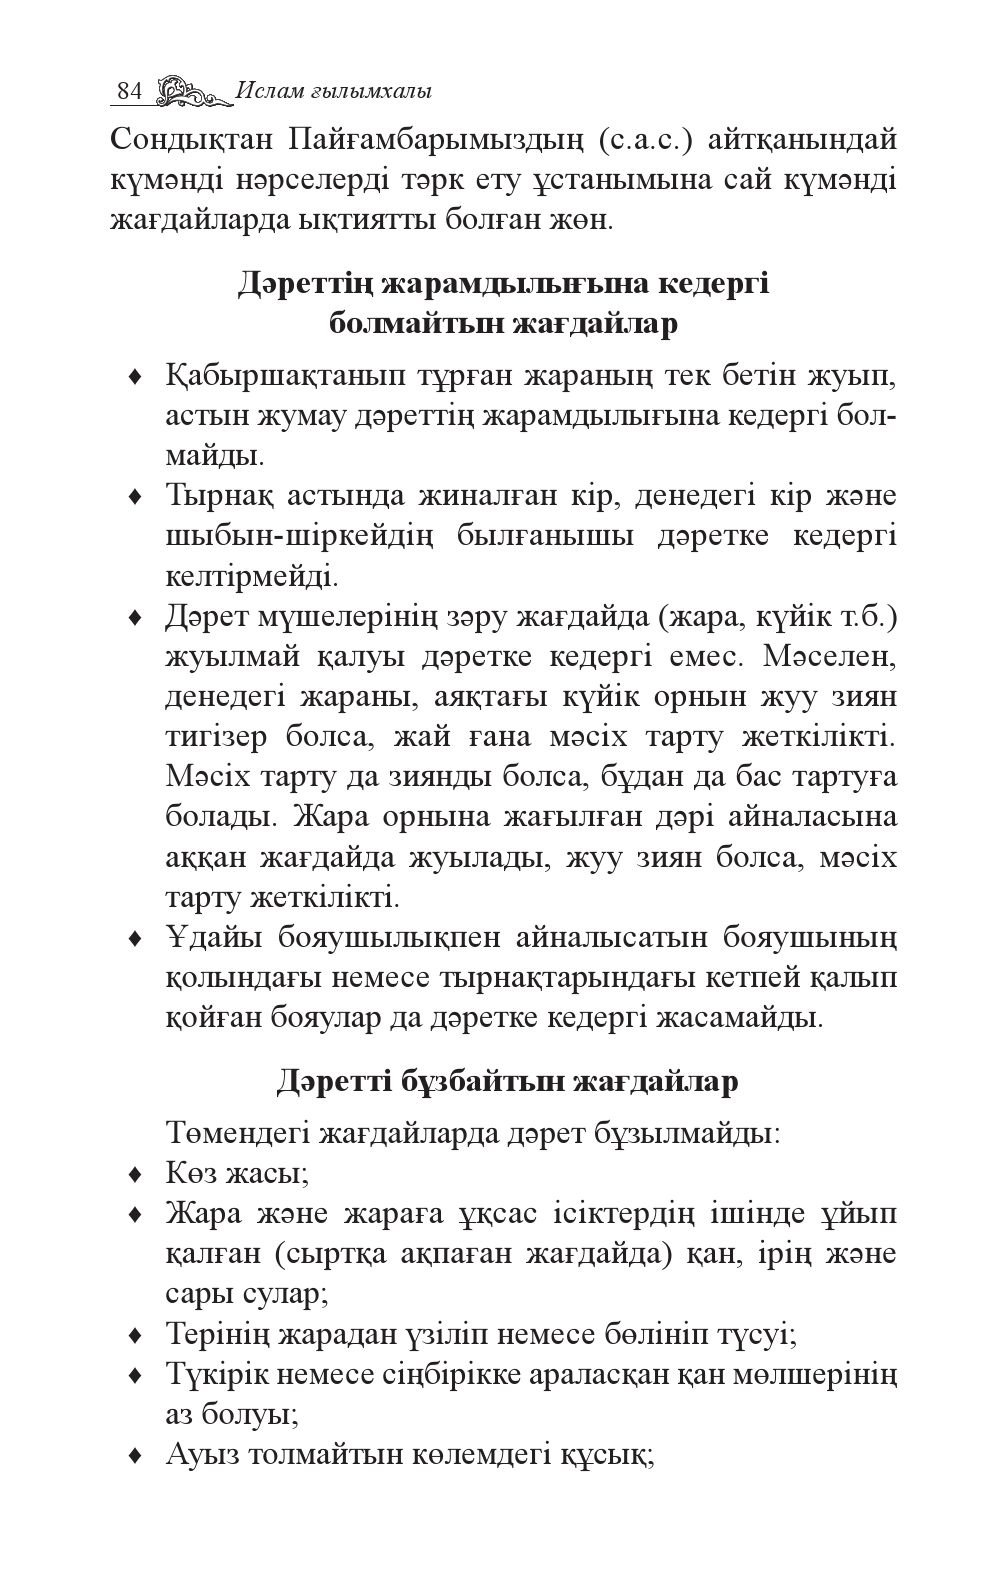 84 Ислам ғылымхалы
Сондықтан Пайғамбарымыздың (с.а.с.) айтқанындай
күмәнді нәрселерді тәрк ету ұстанымына сай күмәнді
жағдайларда ықтиятты болған жөн.
Дәреттің жарамдылығына кедергі
болмайтын жағдайлар
♦ Қабыршақтанып тұрған жараның тек бетін жуып,
астын жумау дәреттің жарамдылығына кедергі бол-
майды.
♦ Тырнақ астында жиналған кір, денедегі кір және
шыбын-шіркейдің былғанышы дәретке кедергі
келтірмейді.
♦ Дәрет мүшелерінің зәру жағдайда (жара, күйік т.б.)
жуылмай қалуы дәретке кедергі емес. Мәселен,
денедегі жараны, аяқтағы күйік орнын жуу зиян
тигізер болса, жай ғана мәсіх тарту жеткілікті.
Мәсіх тарту да зиянды болса, бұдан да бас тартуға
болады. Жара орнына жағылған дәрі айналасына
аққан жағдайда жуылады, жуу зиян болса, мәсіх
тарту жеткілікті.
♦ Ұдайы бояушылықпен айналысатын бояушының
қолындағы немесе тырнақтарындағы кетпей қалып
қойған бояулар да дәретке кедергі жасамайды.
Дәретті бұзбайтын жағдайлар
Төмендегі жағдайларда дәрет бұзылмайды:
♦ Көз жасы;
♦ Жара және жараға ұқсас ісіктердің ішінде ұйып
қалған (сыртқа ақпаған жағдайда) қан, ірің және
сары сулар;
♦ Терінің жарадан үзіліп немесе бөлініп түсуі;
♦ Түкірік немесе сіңбірікке араласқан қан мөлшерінің
аз болуы;
♦ Ауыз толмайтын көлемдегі құсық;